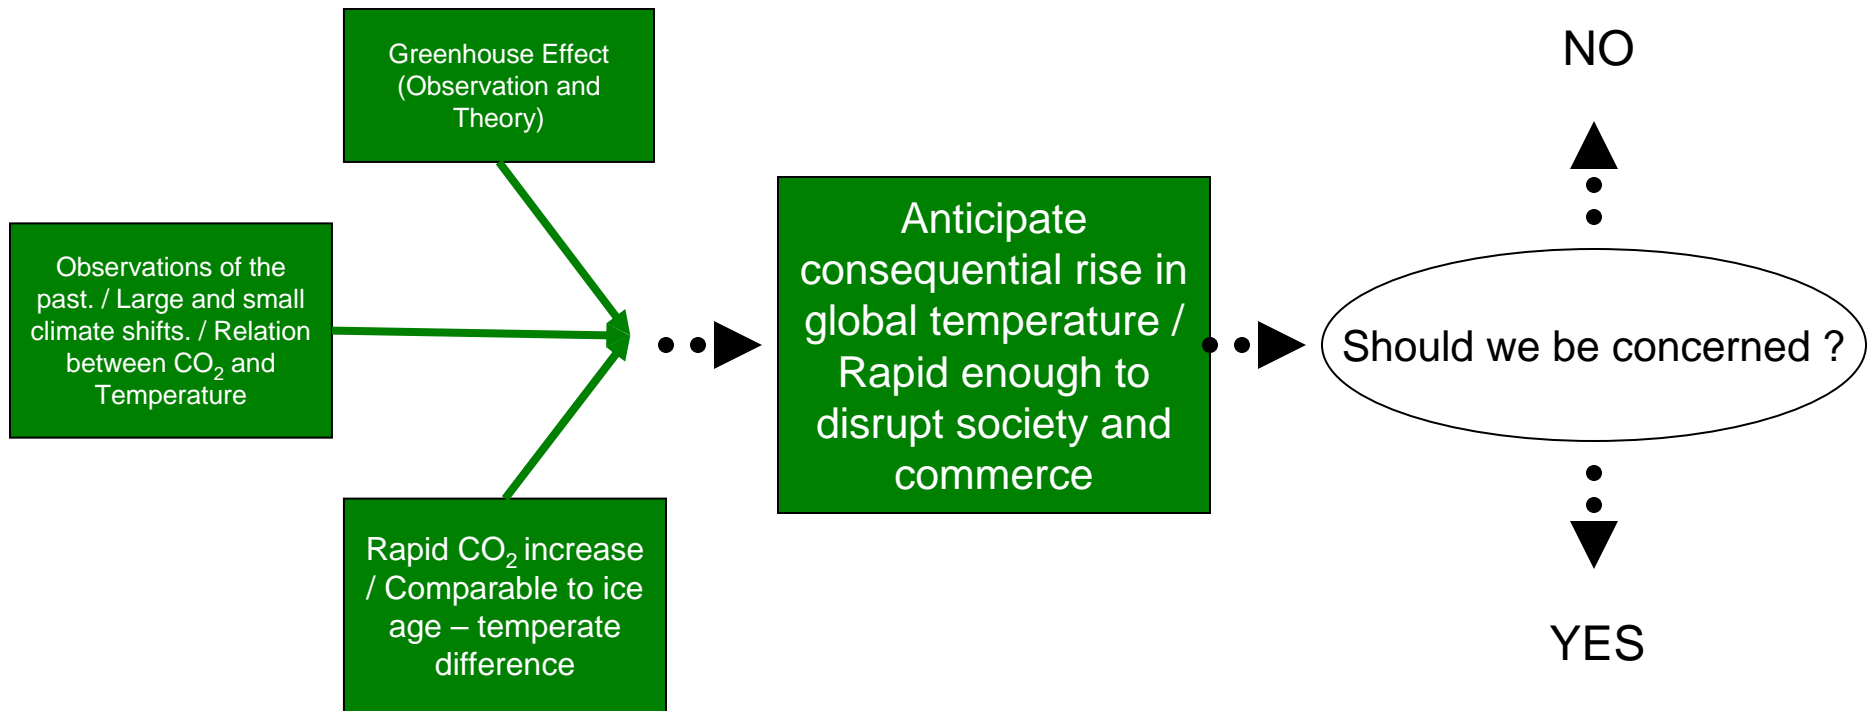 Greenhouse Effect
(Observation and
Theory)
Observations of the
past. / Large and small
climate shifts. / Relation
between CO₂ and
Temperature
Rapid CO₂ increase
/ Comparable to ice
age – temperate
difference
Anticipate
consequential rise in
global temperature /
Rapid enough to
disrupt society and
commerce
NO
Should we be concerned ?
YES